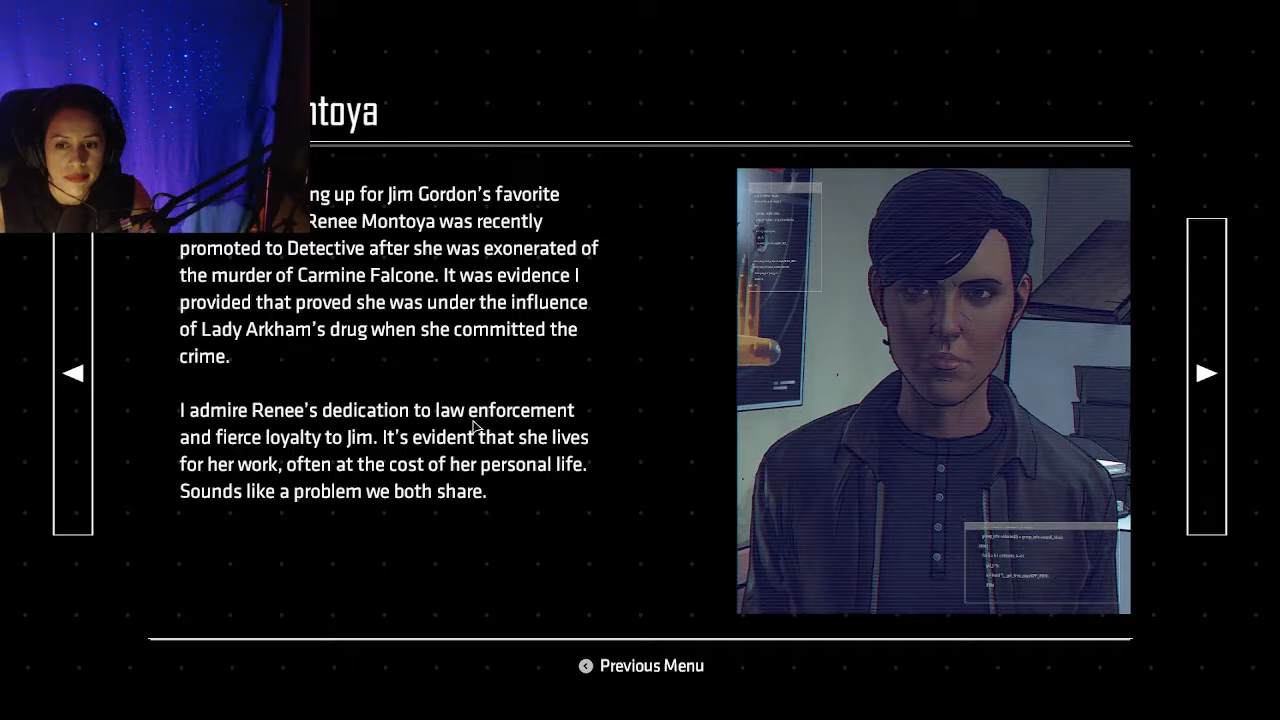 ntoya
ng up for Jim Gordon's favorite
Renee Montoya was recently
promoted to Detective after she was exonerated of
the murder of Carmine Falcone. It was evidence I
provided that proved she was under the influence
of Lady Arkham's drug when she committed the
crime.
I admire Renee's dedication to law enforcement
and fierce loyalty to Jim. It's evident that she lives
for her work, often at the cost of her personal life.
Sounds like a problem we both share.
Previous Menu